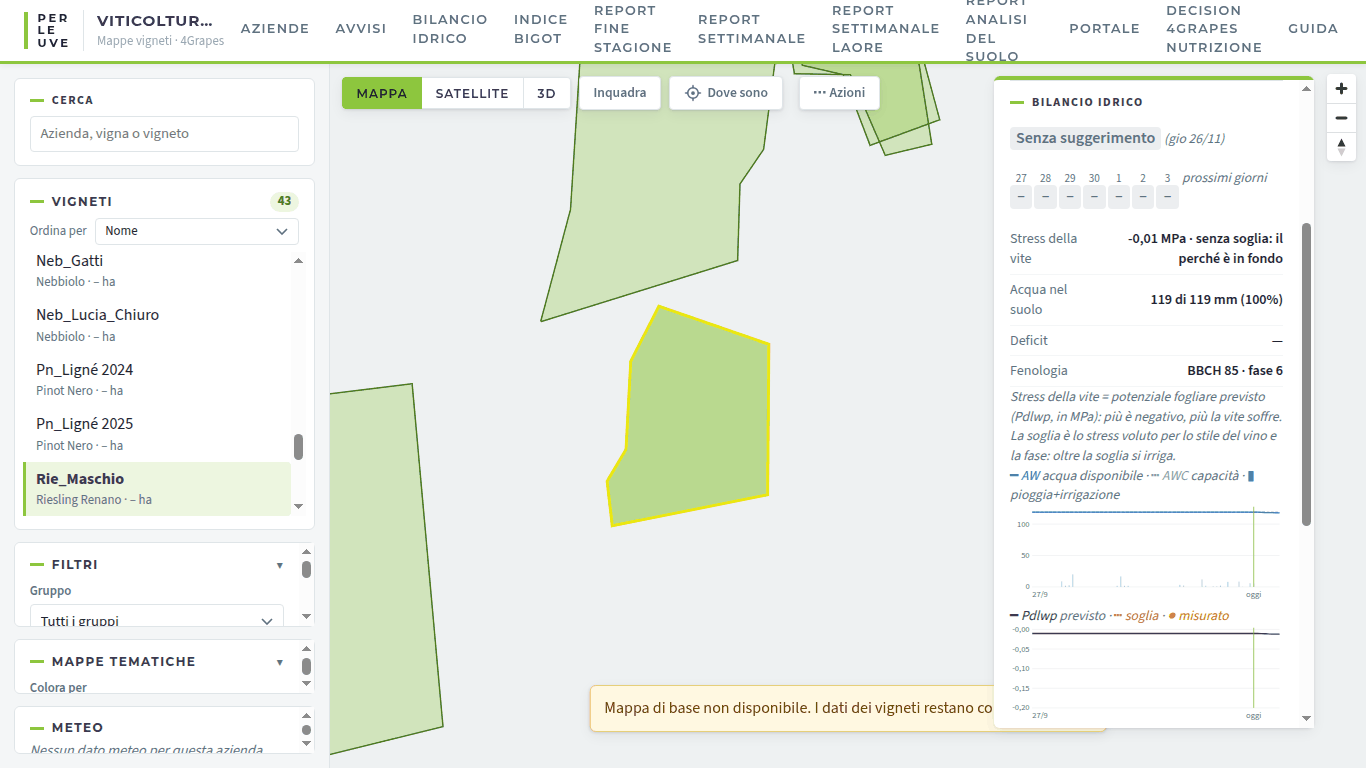 PER
LE
UVE
VITICOLTUR...
Mappe vigneti · 4Grapes
AZIENDE
AVVISI
BILANCIO
IDRICO
INDICE
BIGOT
REPORT
FINE
STAGIONE
REPORT
SETTIMANALE
REPORT
SETTIMANALE
LAORE
REPORT
ANALISI
DEL
SUOLO
PORTALE
DECISION
4GRAPES
NUTRIZIONE
GUIDA
CERCA
Azienda, vigna o vigneto
VIGNETI
43
Ordina per
Nome
Neb_Gatti
Nebbiolo · – ha
Neb_Lucia_Chiuro
Nebbiolo · – ha
Pn_Ligné 2024
Pinot Nero · – ha
Pn_Ligné 2025
Pinot Nero · – ha
Rie_Maschio
Riesling Renano · – ha
FILTRI
Gruppo
Tutti i gruppi
MAPPE TEMATICHE
Colora per
METEO
Nessun dato meteo per questa azienda.
MAPPA
SATELLITE
3D
Inquadra
Dove sono
··· Azioni
Mappa di base non disponibile. I dati dei vigneti restano co
BILANCIO IDRICO
Senza suggerimento (gio 26/11)
27 28 29 30 1 2 3 prossimi giorni
– – – – – – –
Stress della vite
-0,01 MPa · senza soglia: il perché è in fondo
Acqua nel suolo
119 di 119 mm (100%)
Deficit
—
Fenologia
BBCH 85 · fase 6
Stress della vite = potenziale fogliare previsto
(Pdlwp, in MPa): più è negativo, più la vite soffre.
La soglia è lo stress voluto per lo stile del vino e
la fase: oltre la soglia si irriga.
AW acqua disponibile · AWC capacità ·
pioggia+irrigazione
100
50
0
27/9
oggi
Pdlwp previsto · soglia · misurato
-0,00
-0,05
-0,10
-0,15
-0,20
27/9
oggi